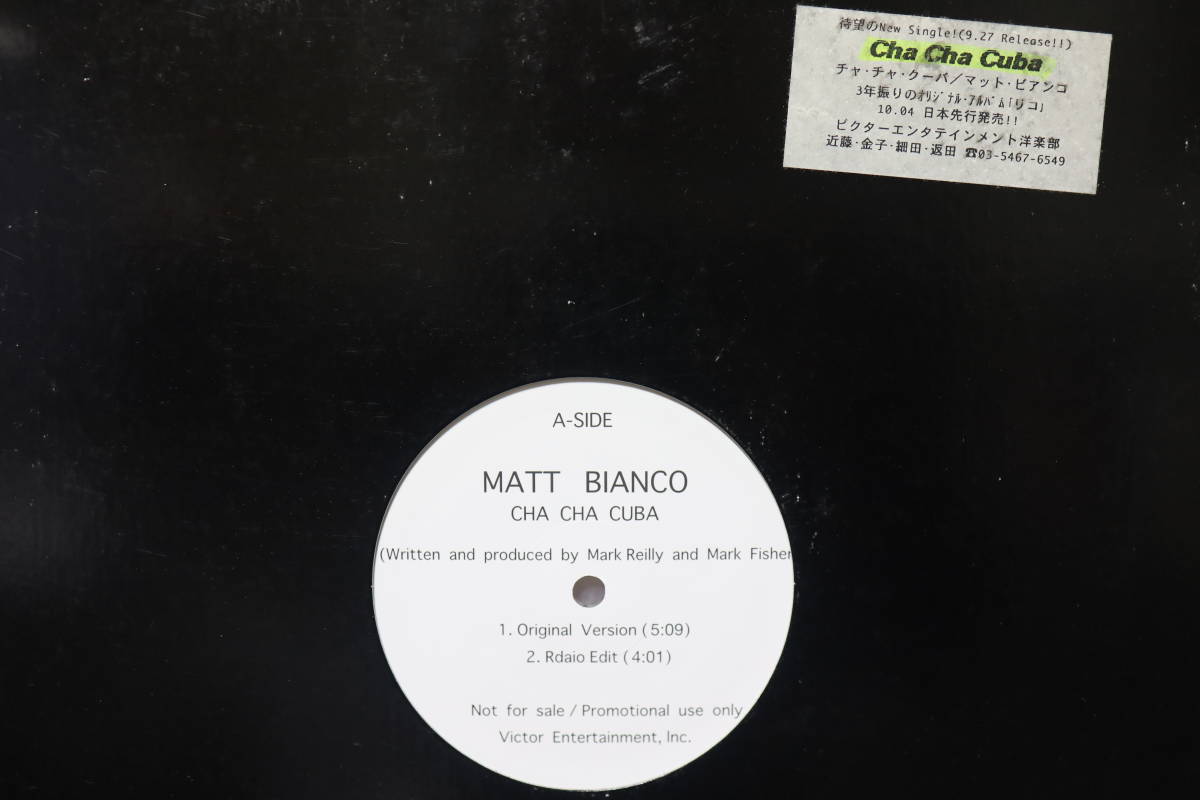 待望のNew Single!(9.27 Release!!)
Cha Cha Cuba
チャ・チャ・クーバ／マット・ビアンコ
3年振りのｵﾘｼﾞﾅﾙ･ｱﾙﾊﾞﾑ「リコ」
10.04 日本先行発売!!
ビクターエンタテインメント洋楽部
近藤・金子・細田・返田 ☎03-5467-6549
A-SIDE
MATT BIANCO
CHA CHA CUBA
(Written and produced by Mark Reilly and Mark Fisher
1. Original Version ( 5:09)
2. Rdaio Edit ( 4:01)
Not for sale / Promotional use only
Victor Entertainment, Inc.